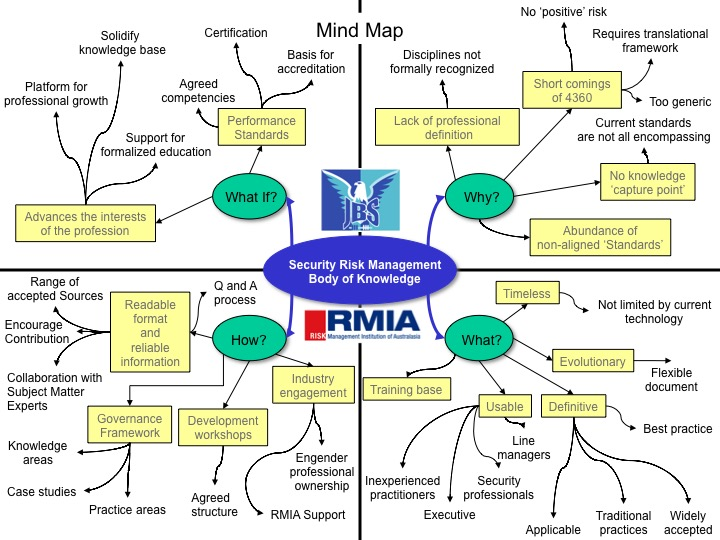 Mind Map
Solidify
knowledge base
Certification
Basis for
accreditation
Platform for
professional growth
Agreed
competencies
Support for
formalized education
Performance
Standards
What If?
Advances the interests
of the profession
No ‘positive’ risk
Requires translational
framework
Disciplines not
formally recognized
Short comings
of 4360
Too generic
Lack of professional
definition
Current standards
are not all encompassing
Why?
No knowledge
‘capture point’
Abundance of
non-aligned ‘Standards’
JBS
Security Risk Management
Body of Knowledge
RMIA
RISK Management Institution of Australasia
Range of
accepted Sources
Q and A
process
Encourage
Contribution
Readable
format
and
reliable
information
How?
Collaboration with
Subject Matter
Experts
Industry
engagement
Governance
Framework
Development
workshops
Knowledge
areas
Case studies
Practice areas
Agreed
structure
Engender
professional
ownership
RMIA Support
Timeless
Not limited by current
technology
What?
Evolutionary
Flexible
document
Training base
Usable
Definitive
Best practice
Line
managers
Inexperienced
practitioners
Security
professionals
Executive
Applicable
Traditional
practices
Widely
accepted